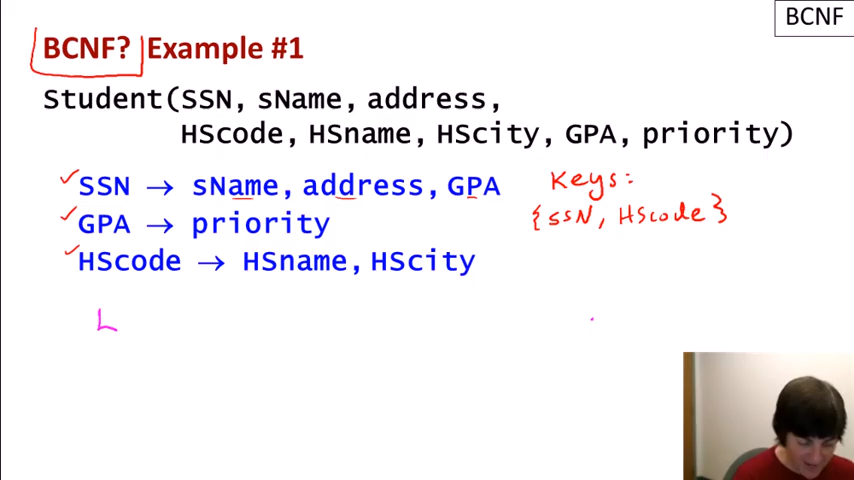 BCNF
BCNF? Example #1
Student(SSN, sName, address,
HScode, HSname, HScity, GPA, priority)
SSN → sName, address, GPA
Keys:
GPA → priority
{SSN, HScode}
HScode → HSname, HScity
L